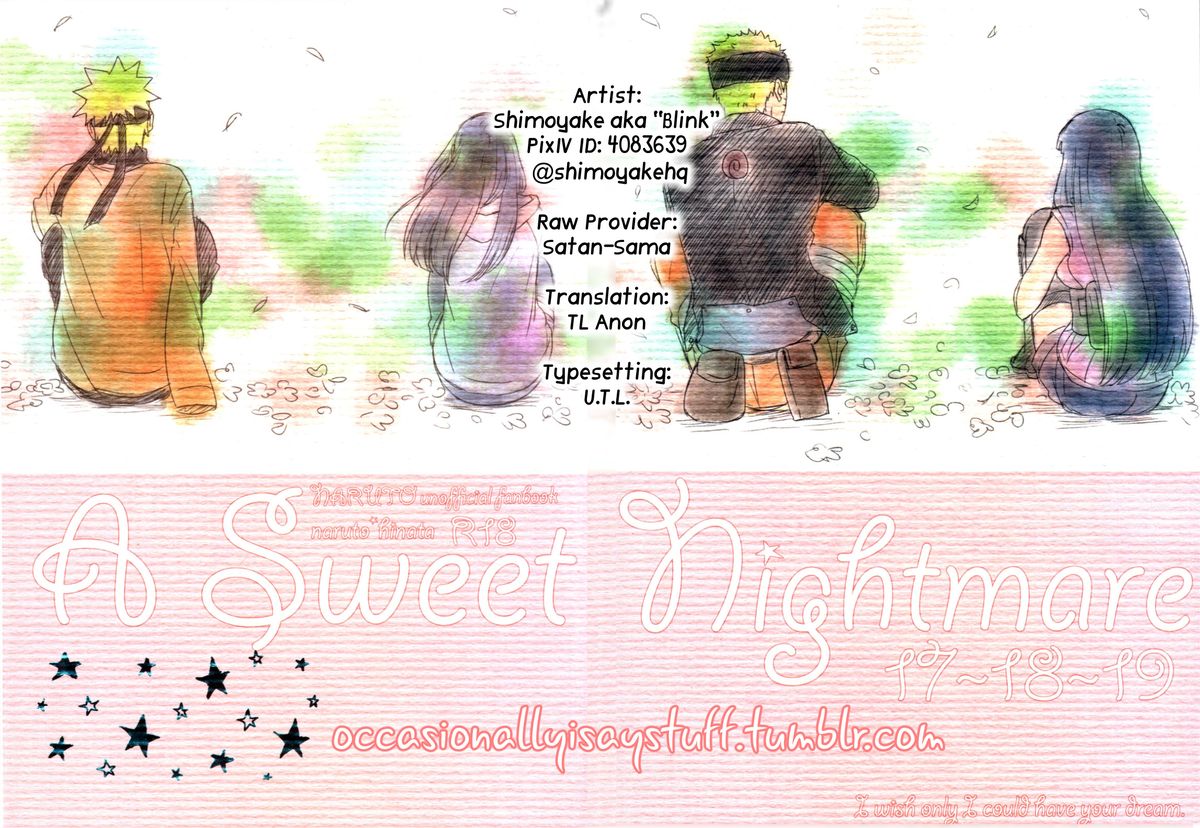 Artist:
Shimoyake aka "Blink"
PixIV ID: 4083639
@shimoyakehq
Raw Provider:
Satan-Sama
Translation:
TL Anon
Typesetting:
U.T.L.
NARUTO unofficial fanbook
naruto*hinata R18
A Sweet Nightmare
17~18~19
occasionallyisaystuff.tumblr.com
I wish only I could have your dream.